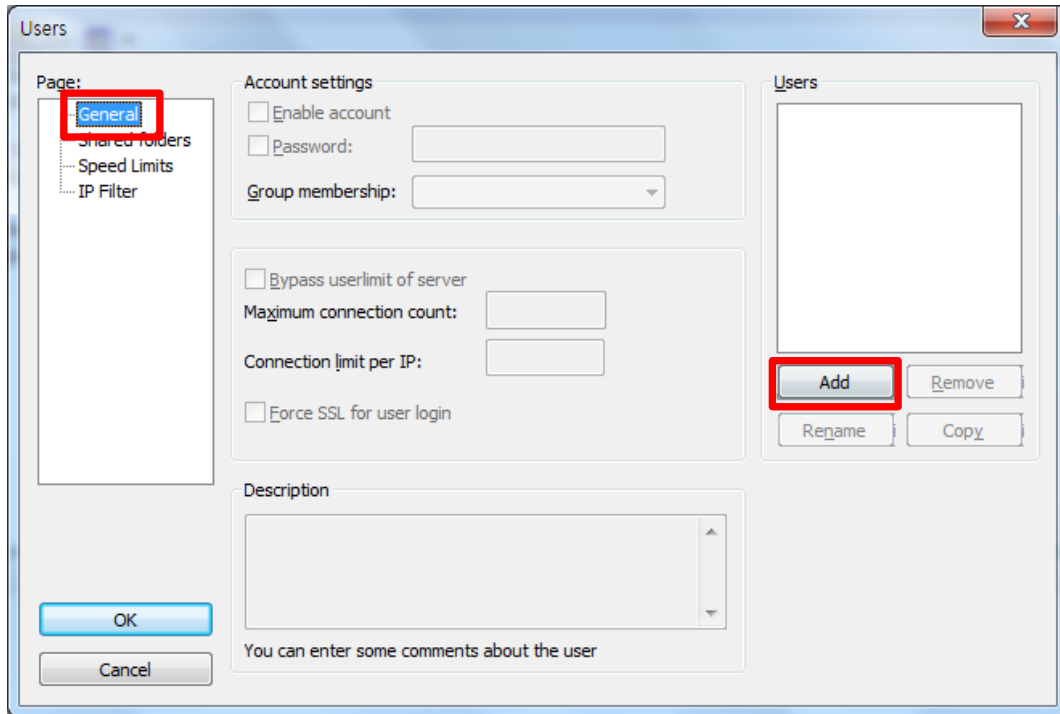 Users
Page:
General
Shared folders
Speed Limits
IP Filter
Account settings
Enable account
Password:
Group membership:
Bypass userlimit of server
Maximum connection count:
Connection limit per IP:
Force SSL for user login
Description
You can enter some comments about the user
Users
Add
Remove
Rename
Copy
OK
Cancel